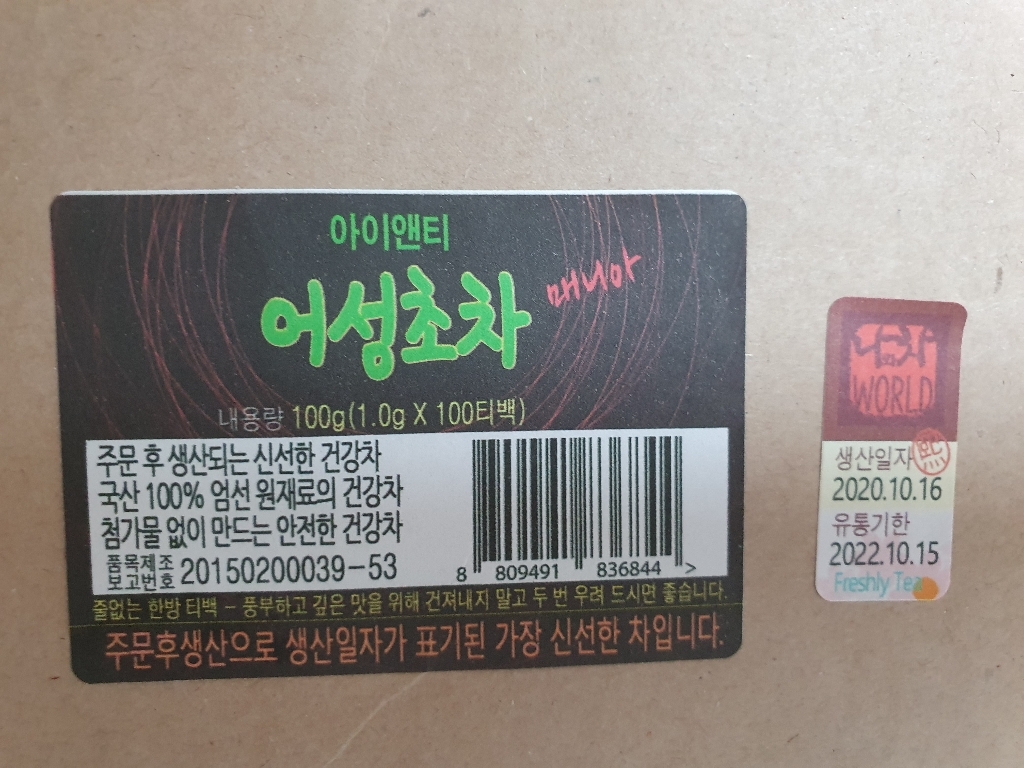 아이앤티
어성초차 매니아
내용량 100g(1.0g X 100티백)
주문 후 생산되는 신선한 건강차
국산 100% 엄선 원재료의 건강차
첨가물 없이 만드는 안전한 건강차
품목제조
보고번호 20150200039-53
8 809491 836844 >
줄없는 한방 티백 - 풍부하고 깊은 맛을 위해 건져내지 말고 두 번 우려 드시면 좋습니다.
주문후생산으로 생산일자가 표기된 가장 신선한 차입니다.
WORLD
생산일자
2020.10.16
유통기한
2022.10.15
Freshly Tea